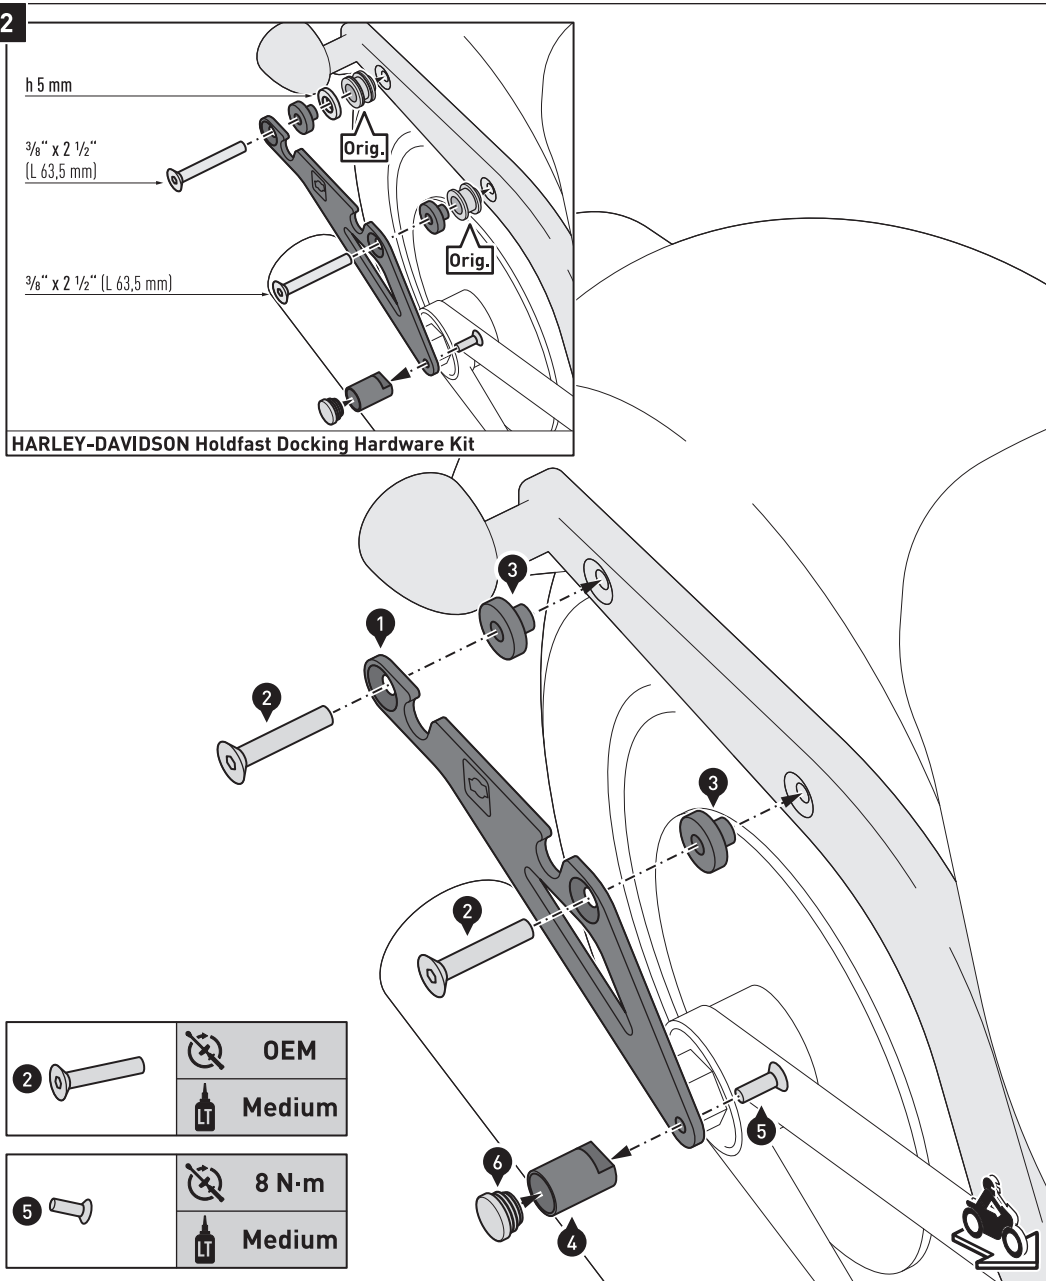 2
h 5 mm
Orig.
³⁄₈“ x 2 ½“
(L 63,5 mm)
Orig.
³⁄₈“ x 2 ½“ (L 63,5 mm)
HARLEY-DAVIDSON Holdfast Docking Hardware Kit
3
1
2
3
2
2
OEM
LT Medium
5
6
4
5
8 N·m
LT Medium